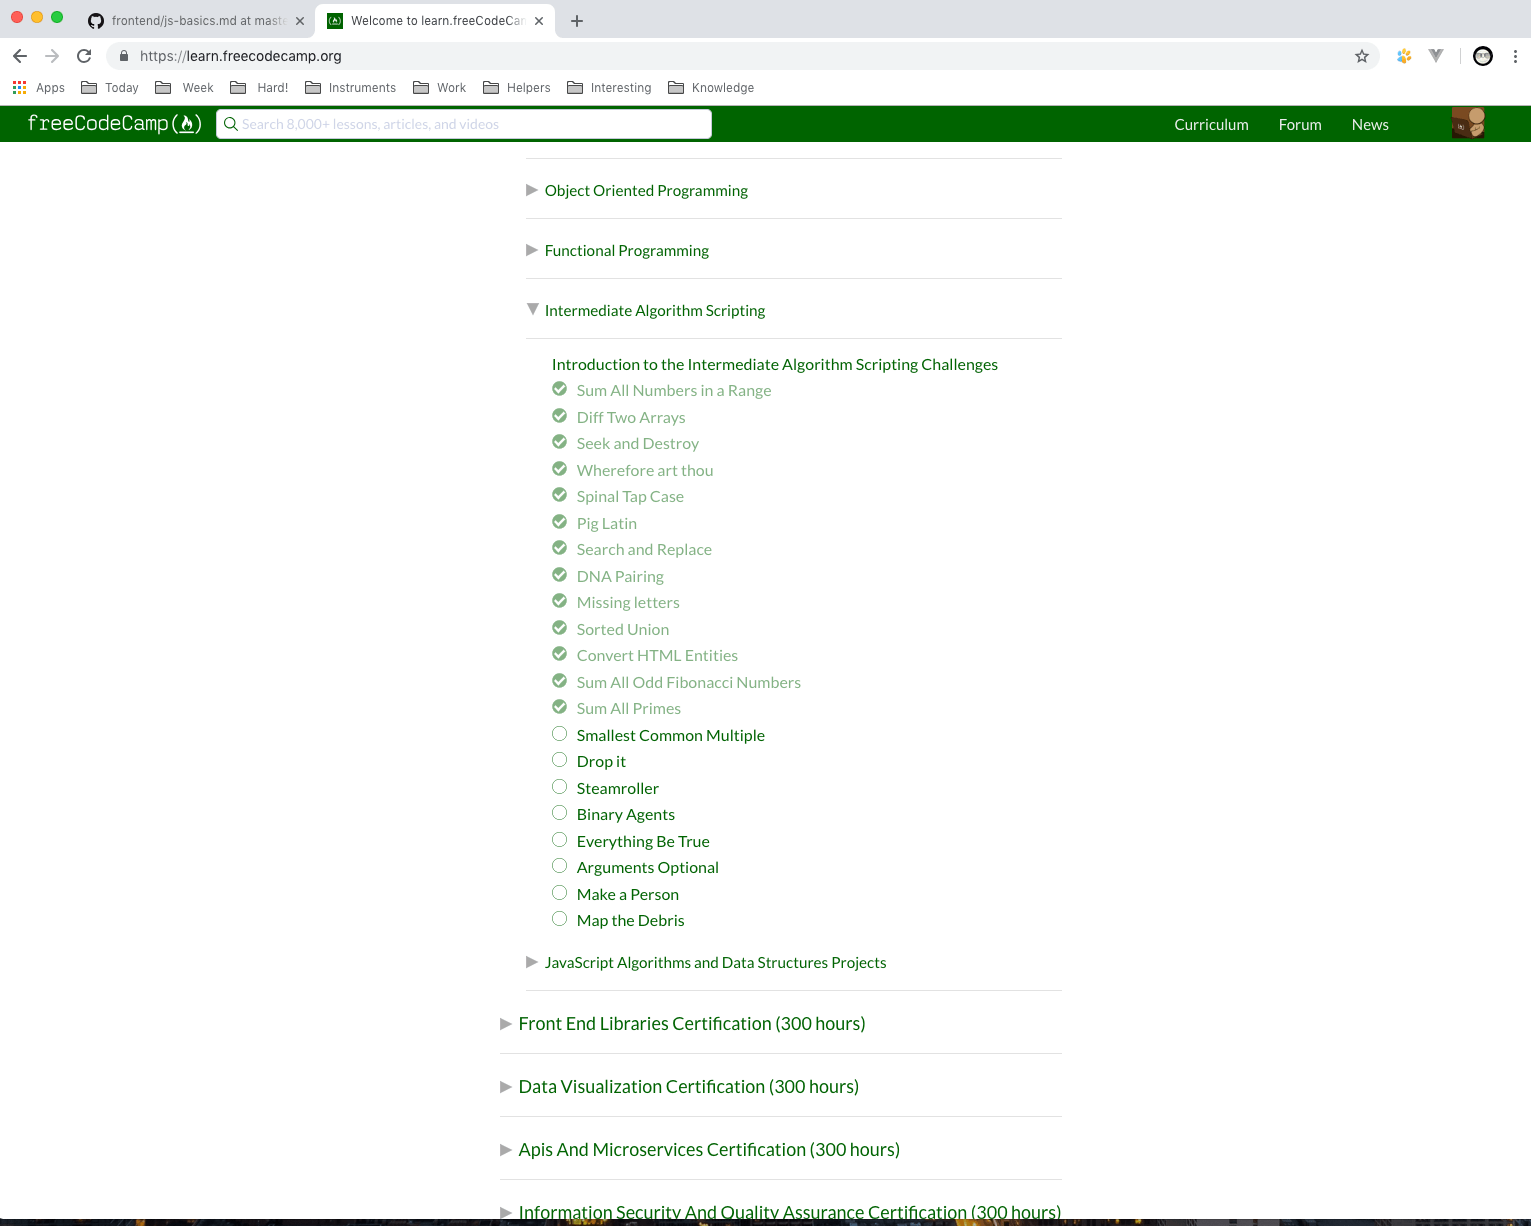 frontend/js-basics.md at maste
Welcome to learn.freeCodeCa
https://learn.freecodecamp.org
Apps Today Week Hard! Instruments Work Helpers Interesting Knowledge
freeCodeCamp Search 8,000+ lessons, articles, and videos Curriculum Forum News
Object Oriented Programming
Functional Programming
Intermediate Algorithm Scripting
Introduction to the Intermediate Algorithm Scripting Challenges
Sum All Numbers in a Range
Diff Two Arrays
Seek and Destroy
Wherefore art thou
Spinal Tap Case
Pig Latin
Search and Replace
DNA Pairing
Missing letters
Sorted Union
Convert HTML Entities
Sum All Odd Fibonacci Numbers
Sum All Primes
Smallest Common Multiple
Drop it
Steamroller
Binary Agents
Everything Be True
Arguments Optional
Make a Person
Map the Debris
JavaScript Algorithms and Data Structures Projects
Front End Libraries Certification (300 hours)
Data Visualization Certification (300 hours)
Apis And Microservices Certification (300 hours)
Information Security And Quality Assurance Certification (300 hours)